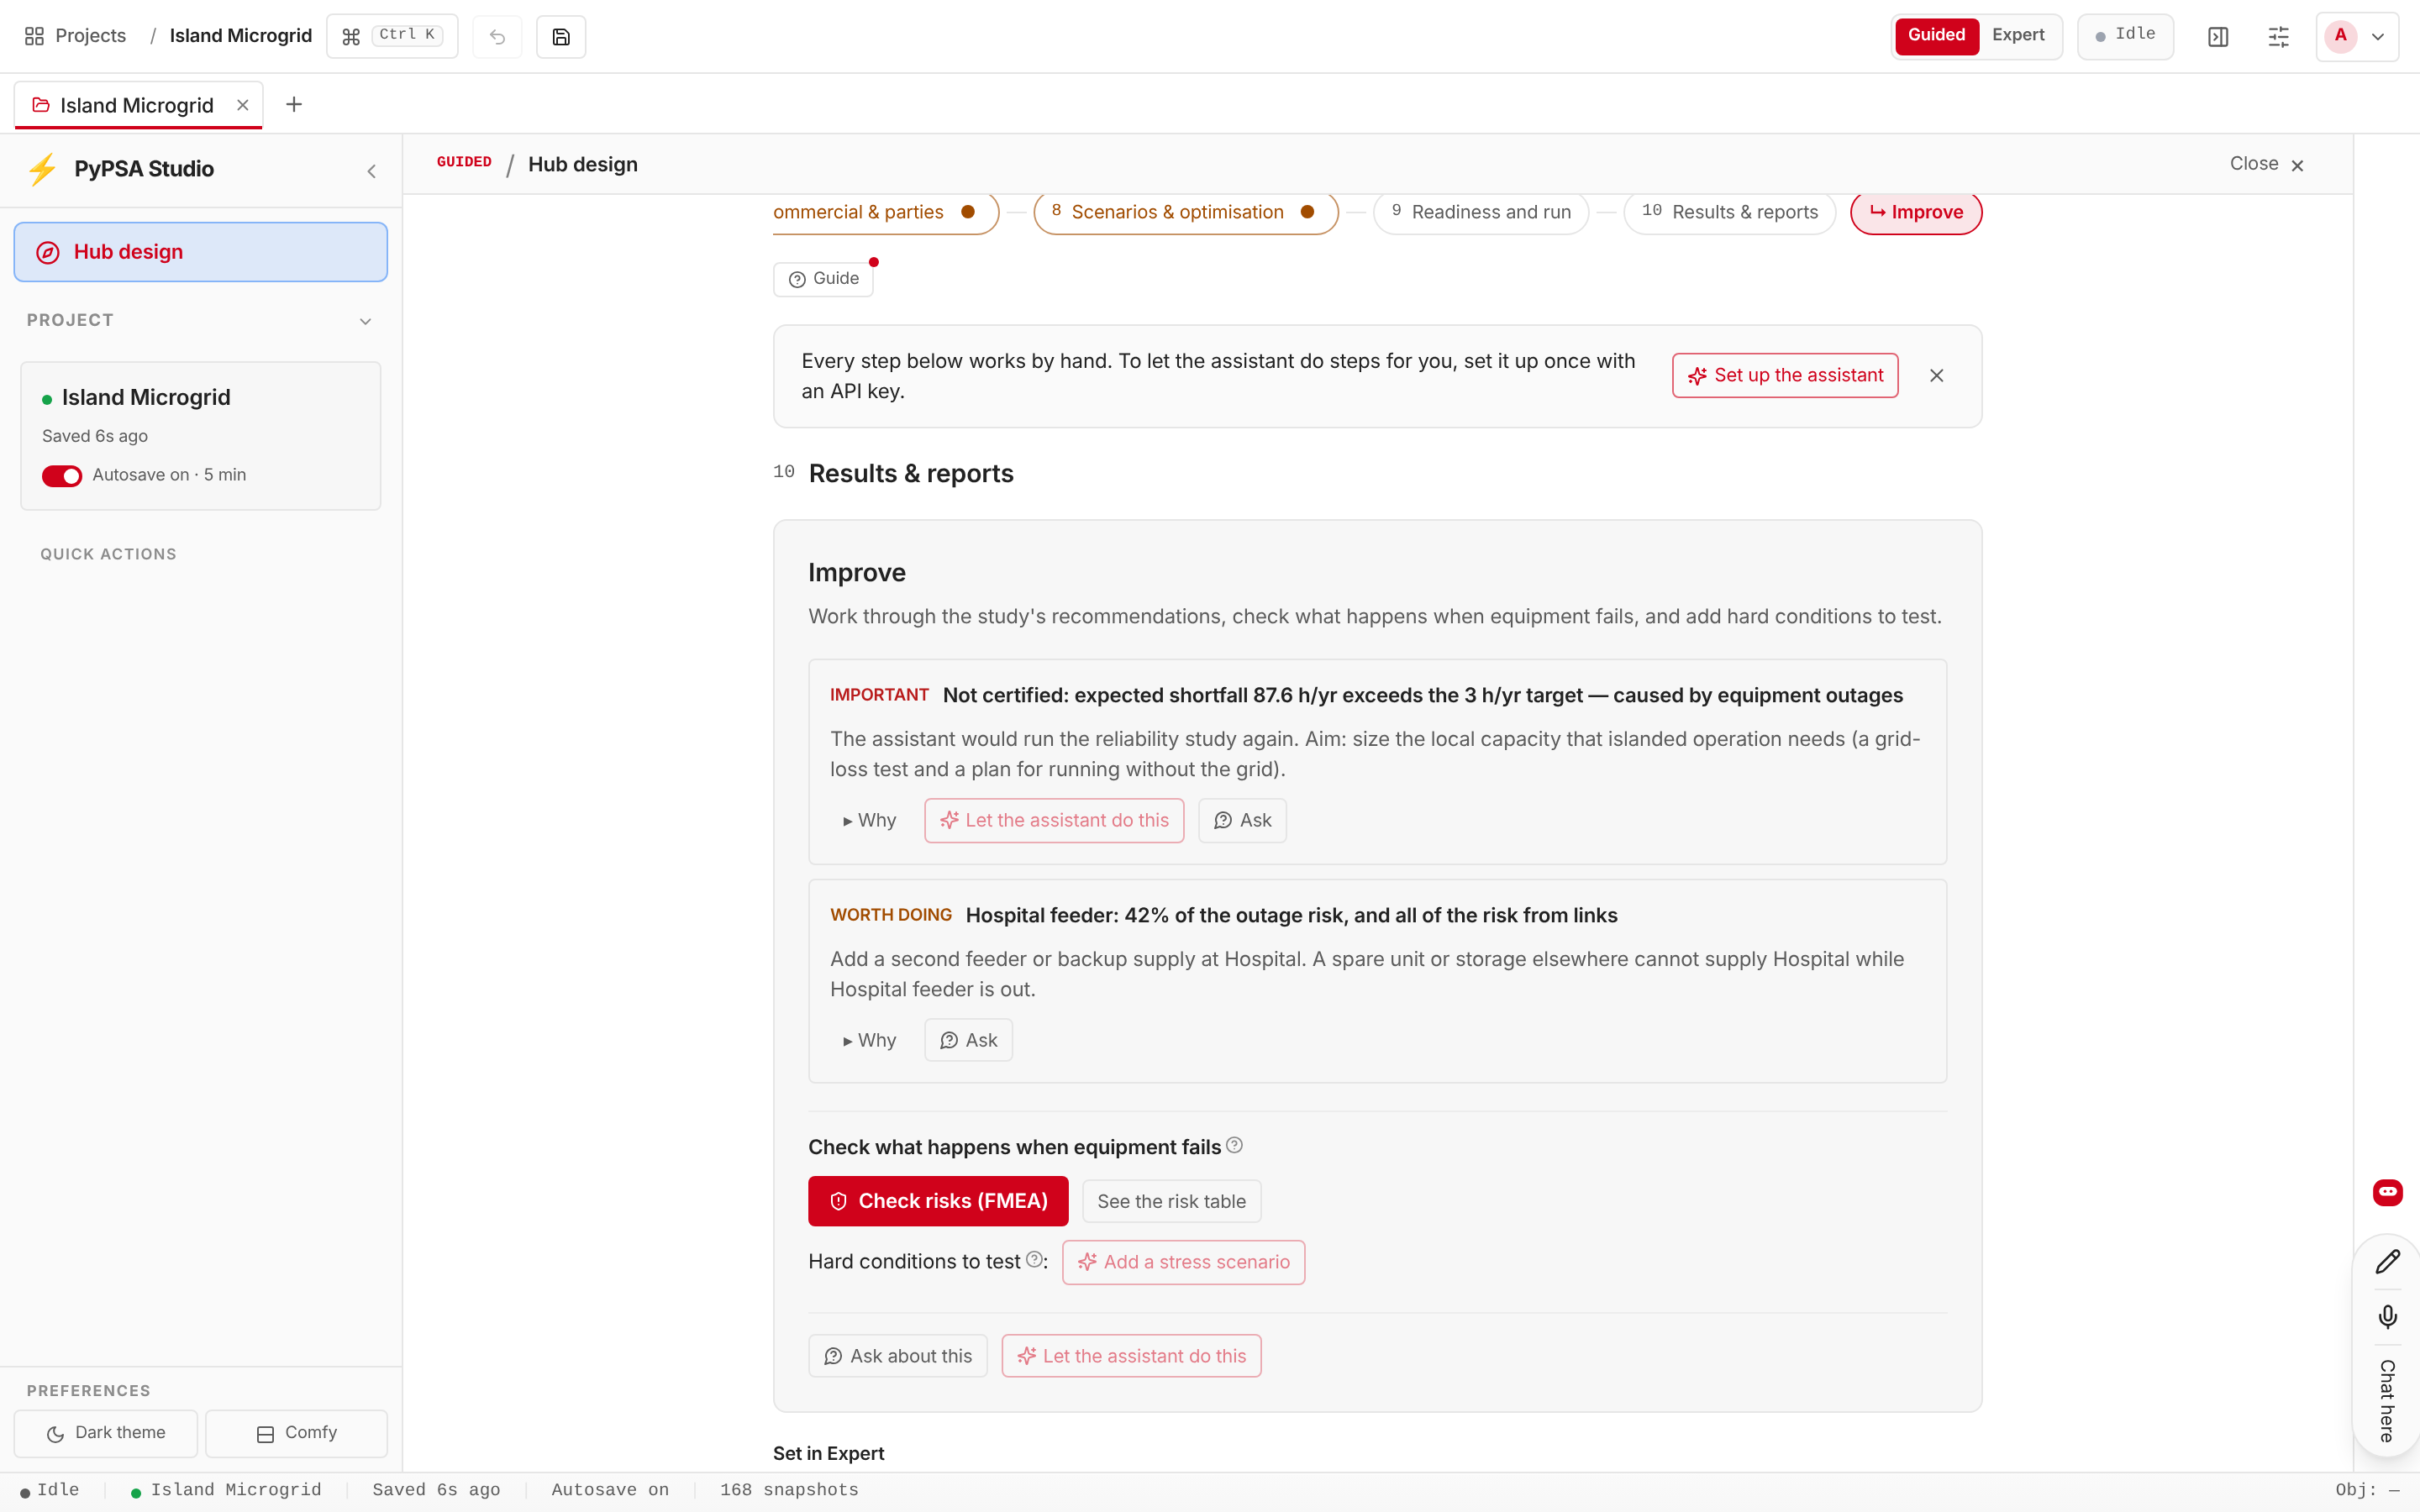 Projects / Island Microgrid
Ctrl K
Guided Expert
Idle
A
Island Microgrid
PyPSA Studio
GUIDED / Hub design
Close
Hub design
PROJECT
Island Microgrid
Saved 6s ago
Autosave on · 5 min
QUICK ACTIONS
PREFERENCES
Dark theme
Comfy
ommercial & parties
8 Scenarios & optimisation
9 Readiness and run
10 Results & reports
↪ Improve
Guide
Every step below works by hand. To let the assistant do steps for you, set it up once with
an API key.
Set up the assistant
10 Results & reports
Improve
Work through the study's recommendations, check what happens when equipment fails, and add hard conditions to test.
IMPORTANT Not certified: expected shortfall 87.6 h/yr exceeds the 3 h/yr target — caused by equipment outages
The assistant would run the reliability study again. Aim: size the local capacity that islanded operation needs (a grid-
loss test and a plan for running without the grid).
▸ Why
Let the assistant do this
Ask
WORTH DOING Hospital feeder: 42% of the outage risk, and all of the risk from links
Add a second feeder or backup supply at Hospital. A spare unit or storage elsewhere cannot supply Hospital while
Hospital feeder is out.
▸ Why
Ask
Check what happens when equipment fails
Check risks (FMEA)
See the risk table
Hard conditions to test :
Add a stress scenario
Ask about this
Let the assistant do this
Set in Expert
Chat here
Idle
Island Microgrid
Saved 6s ago
Autosave on
168 snapshots
Obj: —